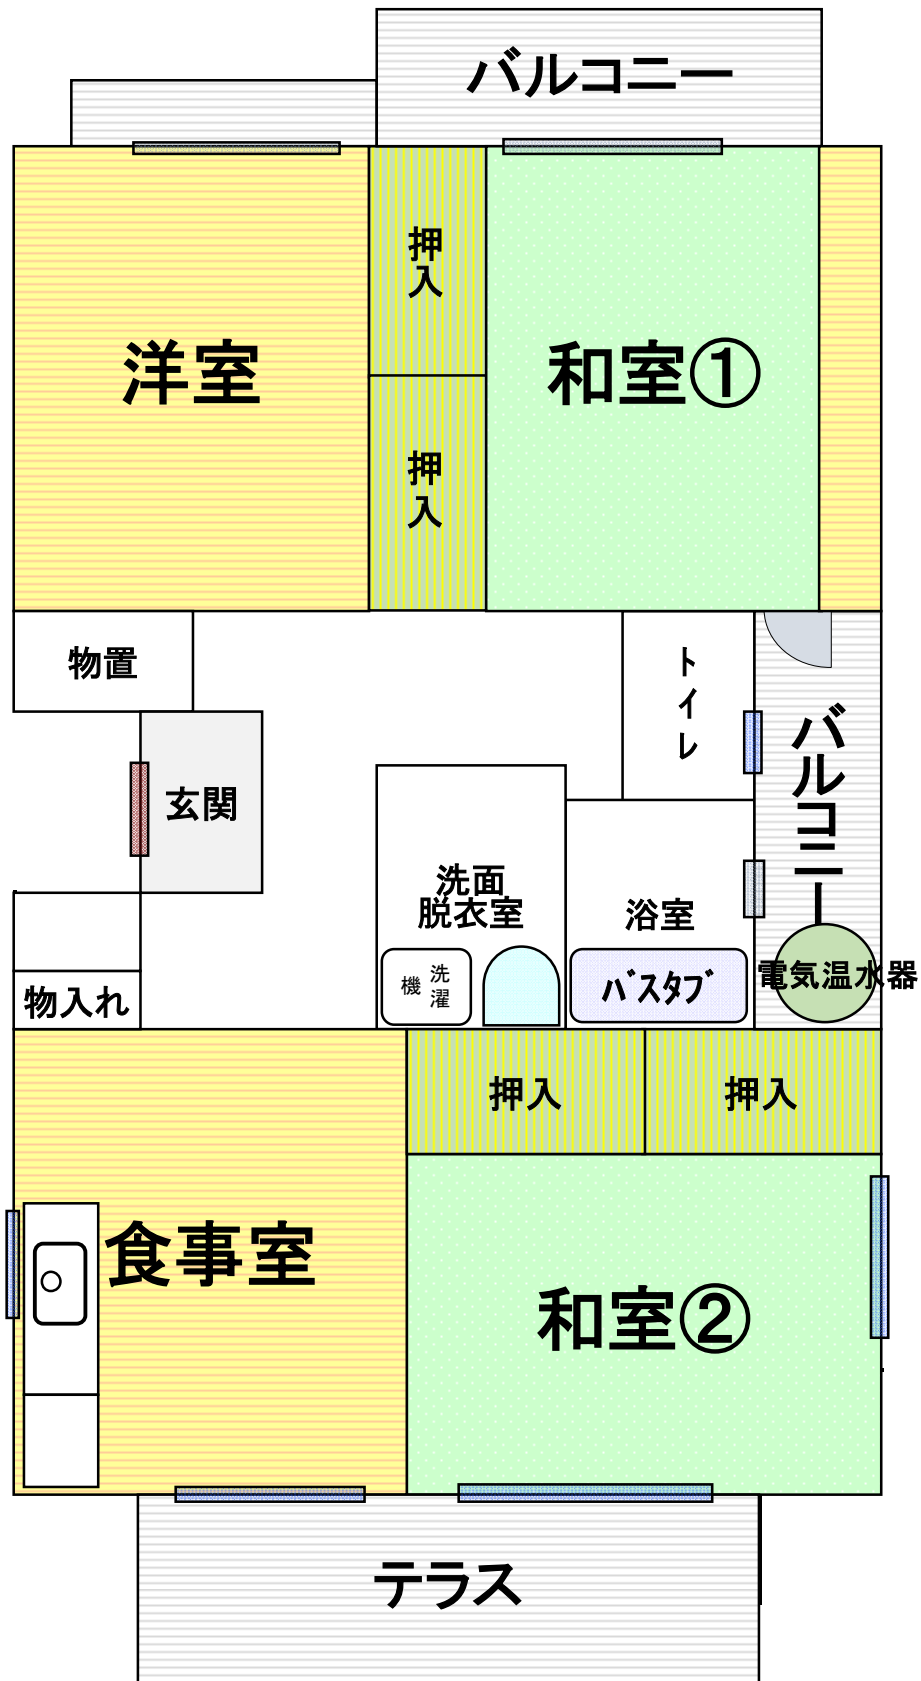 バルコニー
押入
洋室
和室①
押入
物置
トイレ
バルコニー
玄関
洗面
脱衣室
浴室
洗濯機
バスタブ
電気温水器
物入れ
押入
押入
食事室
和室②
テラス